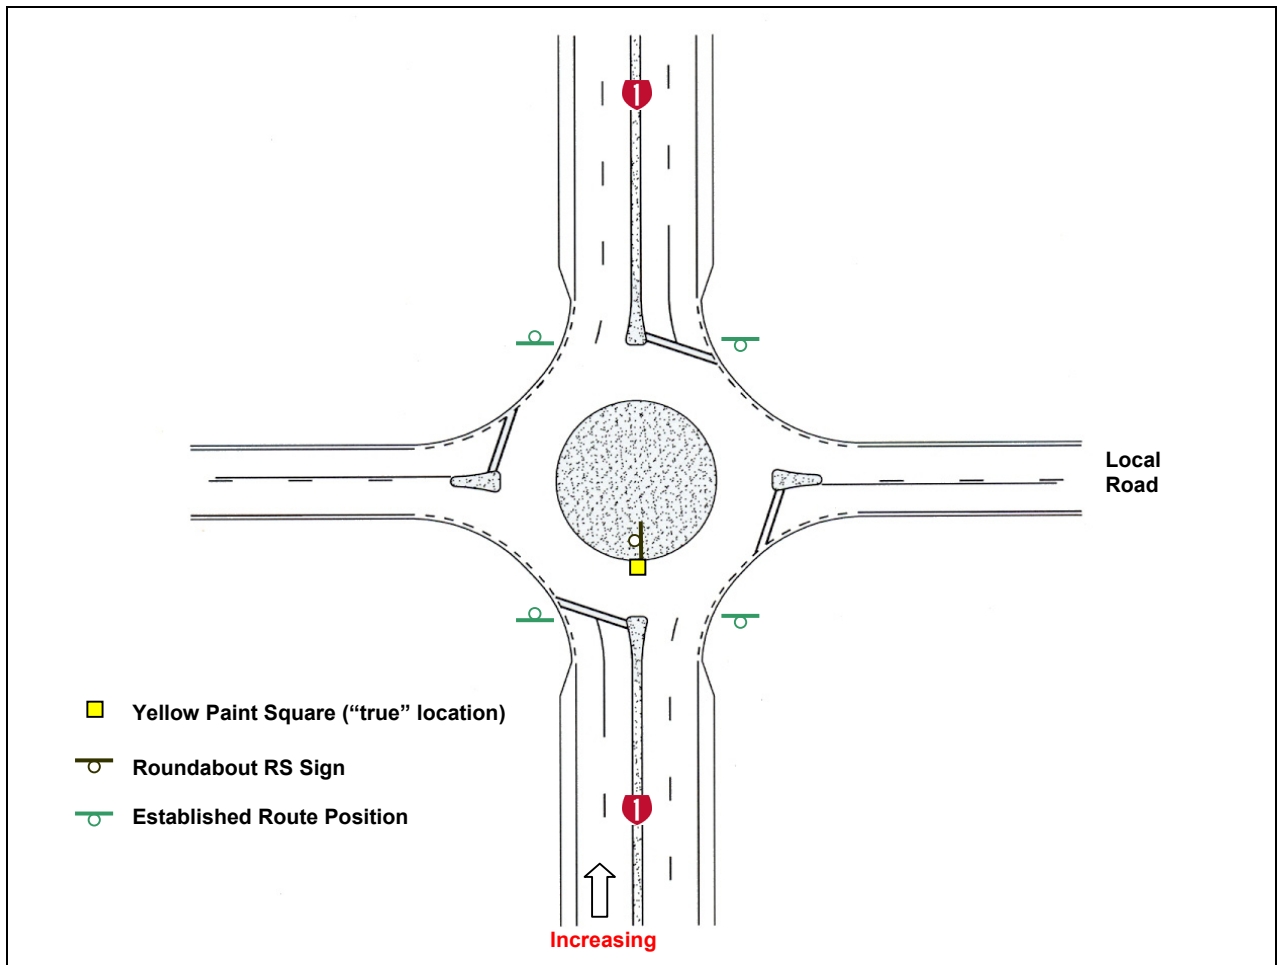 1
Local
Road
Yellow Paint Square (“true” location)
Roundabout RS Sign
Established Route Position
1
Increasing